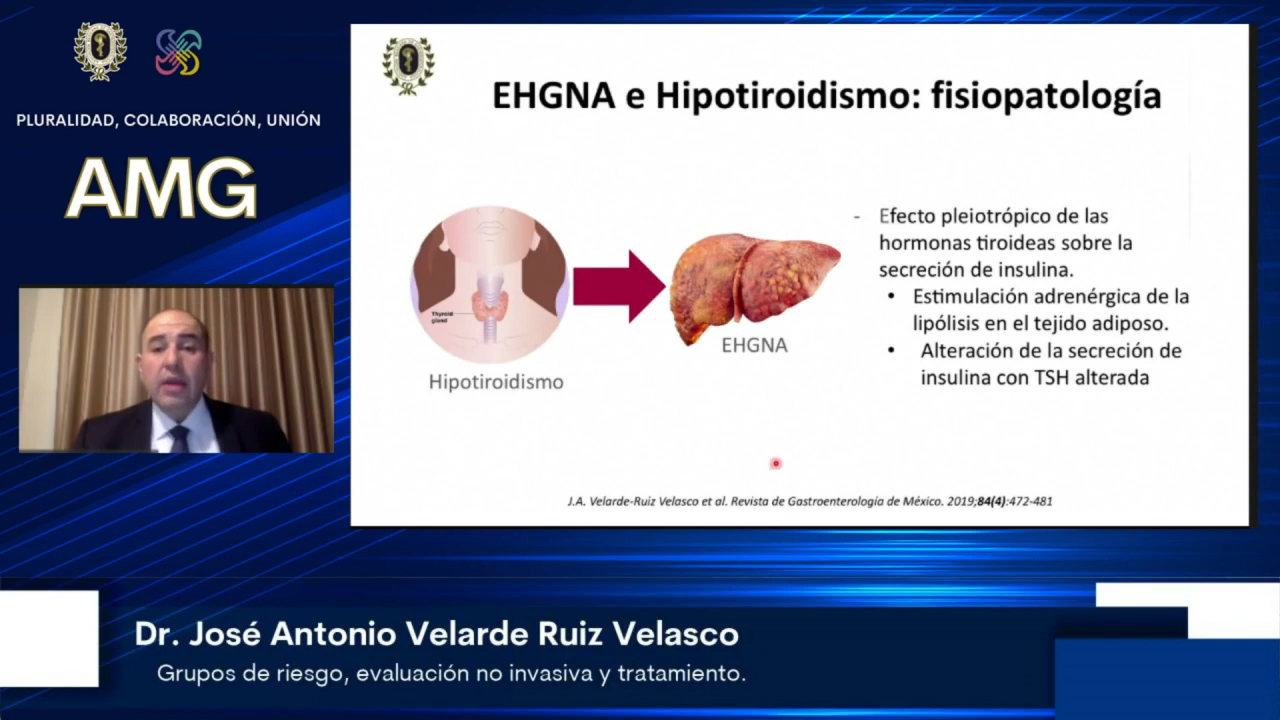 PLURALIDAD, COLABORACIÓN, UNIÓN
AMG
EHGNA e Hipotiroidismo: fisiopatología
Thyroid
gland
Hipotiroidismo
EHGNA
- Efecto pleiotrópico de las
hormonas tiroideas sobre la
secreción de insulina.
• Estimulación adrenérgica de la
lipólisis en el tejido adiposo.
• Alteración de la secreción de
insulina con TSH alterada
J.A. Velarde-Ruiz Velasco et al. Revista de Gastroenterología de México. 2019;84(4):472-481
Dr. José Antonio Velarde Ruiz Velasco
Grupos de riesgo, evaluación no invasiva y tratamiento.